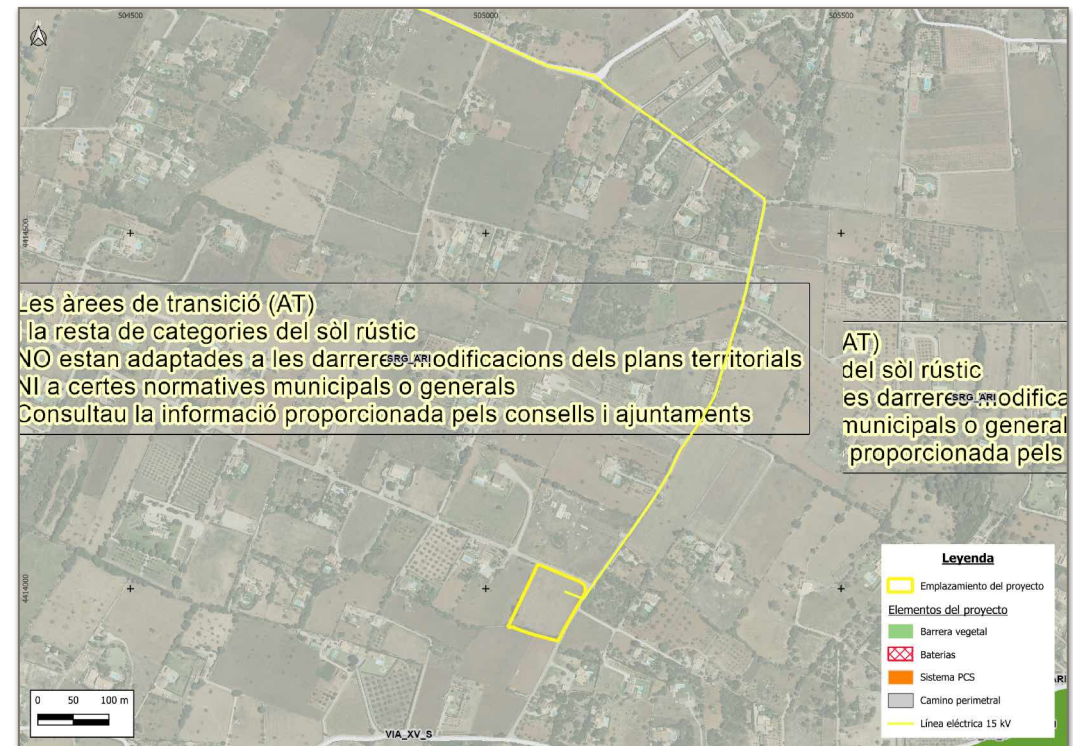 504500
505000
505500
4414500
Les àrees de transició (AT)
i la resta de categories del sòl rústic
NO estan adaptades a les darreres modificacions dels plans territorials
NI a certes normatives municipals o generals
Consultau la informació proporcionada pels consells i ajuntaments
SRG_ARI
AT)
del sòl rústic
es darreres modifica
municipals o general
proporcionada pels
SRG_ARI
4414000
Leyenda
Emplazamiento del proyecto
Elementos del proyecto
Barrera vegetal
Baterias
Sistema PCS
Camino perimetral
Línea eléctrica 15 kV
ARI
0 50 100 m
VIA_XV_S